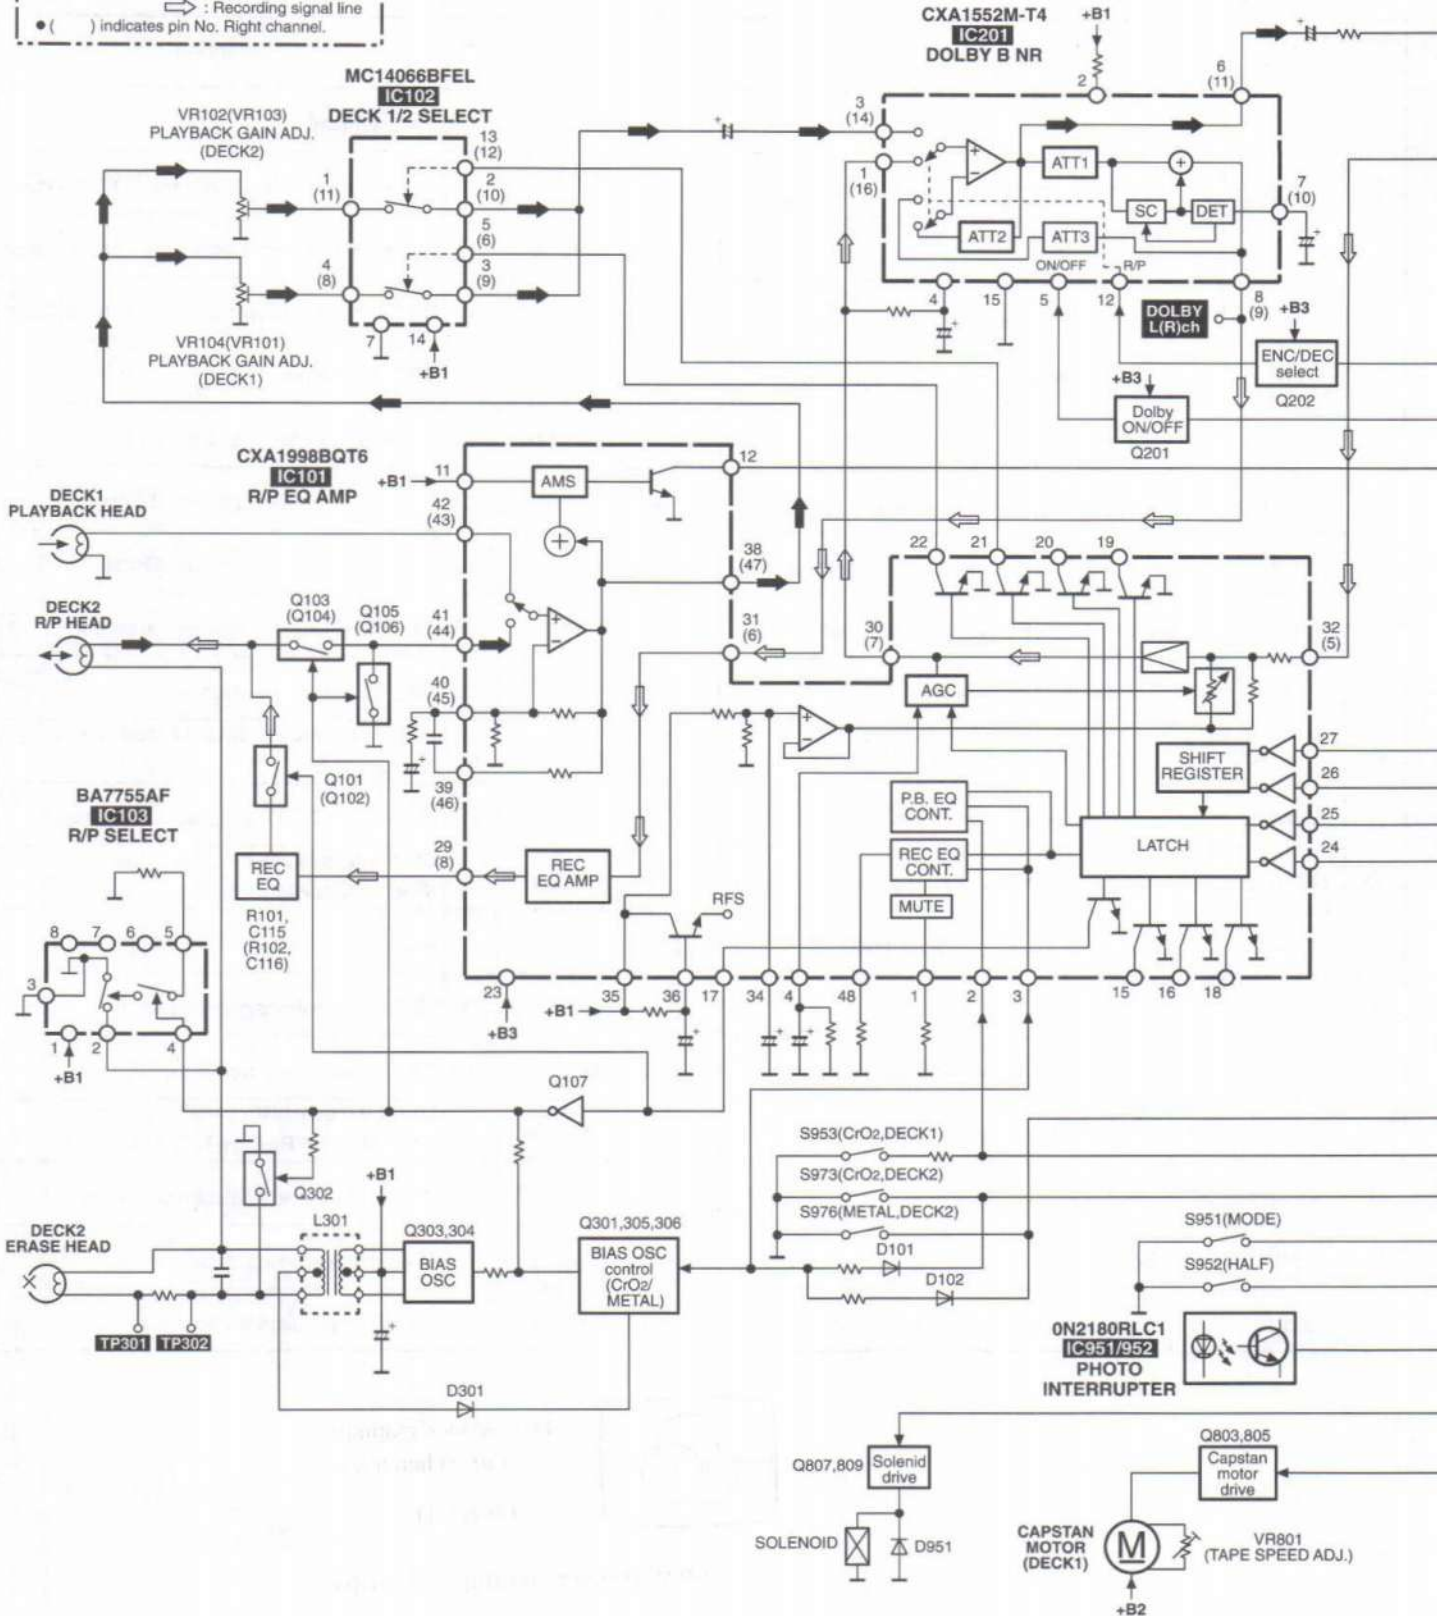 : Recording signal line
●( ) indicates pin No. Right channel.
MC14066BFEL
IC102
DECK 1/2 SELECT
VR102(VR103)
PLAYBACK GAIN ADJ.
(DECK2)
1
(11)
13
(12)
2
(10)
5
(6)
4
(8)
3
(9)
7
14
+B1
VR104(VR101)
PLAYBACK GAIN ADJ.
(DECK1)
CXA1552M-T4
IC201
DOLBY B NR
+B1
2
6
(11)
3
(14)
1
(16)
+
−
ATT1
+
SC
DET
7
(10)
+
ATT2
ATT3
ON/OFF
R/P
4
15
5
12
8
(9)
DOLBY
L(R)ch
+B3
ENC/DEC
select
Q202
+B3
Dolby
ON/OFF
Q201
CXA1998BQT6
IC101
R/P EQ AMP
+B1
11
AMS
12
DECK1
PLAYBACK HEAD
42
(43)
+
38
(47)
DECK2
R/P HEAD
Q103
(Q104)
Q105
(Q106)
41
(44)
+
−
31
(6)
22
21
20
19
30
(7)
32
(5)
AGC
40
(45)
39
(46)
+
−
SHIFT
REGISTER
27
26
25
24
LATCH
P.B. EQ
CONT.
REC EQ
CONT.
MUTE
Q101
(Q102)
BA7755AF
IC103
R/P SELECT
REC
EQ
R101,
C115
(R102,
C116)
29
(8)
REC
EQ AMP
RFS
8
7
6
5
3
1
2
4
+B1
23
+B3
35
+B1
36
17
34
4
48
1
2
3
15
16
18
Q107
Q302
+B1
L301
Q303,304
BIAS
OSC
Q301,305,306
BIAS OSC
control
(CrO2/
METAL)
DECK2
ERASE HEAD
TP301
TP302
D301
S953(CrO2,DECK1)
S973(CrO2,DECK2)
S976(METAL,DECK2)
D101
D102
S951(MODE)
S952(HALF)
0N2180RLC1
IC951/952
PHOTO
INTERRUPTER
Q807,809
Solenid
drive
SOLENOID
D951
Q803,805
Capstan
motor
drive
CAPSTAN
MOTOR
(DECK1)
M
VR801
(TAPE SPEED ADJ.)
+B2